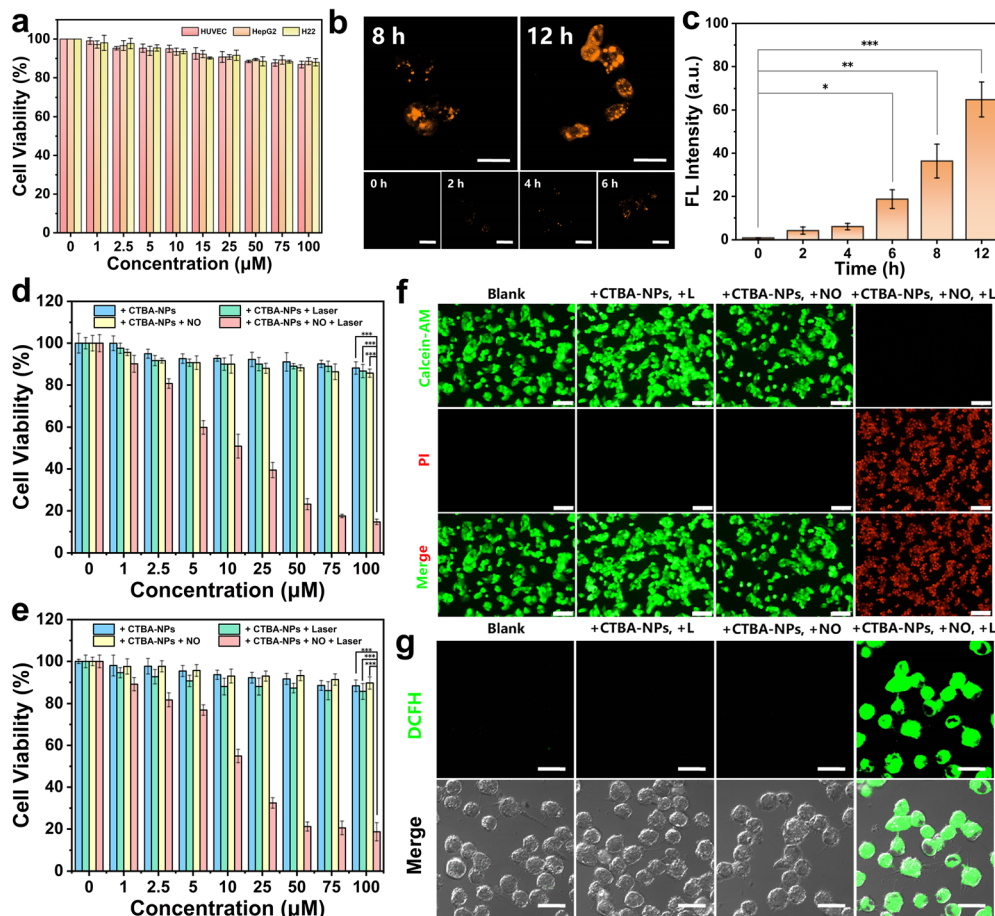 a
HUVEC HepG2 H22
Cell Viability (%)
100
80
60
40
20
0
0 1 2.5 5 10 15 25 50 75 100
Concentration (μM)
b
8 h 12 h
0 h 2 h 4 h 6 h
c
FL Intensity (a.u.)
100
80
60
40
20
0
***
**
*
0 2 4 6 8 12
Time (h)
d
+ CTBA-NPs + CTBA-NPs + Laser
+ CTBA-NPs + NO + CTBA-NPs + NO + Laser
Cell Viability (%)
120
100
80
60
40
20
0
***
***
***
0 1 2.5 5 10 25 50 75 100
Concentration (μM)
e
+ CTBA-NPs + CTBA-NPs + Laser
+ CTBA-NPs + NO + CTBA-NPs + NO + Laser
Cell Viability (%)
120
100
80
60
40
20
0
***
***
***
0 1 2.5 5 10 25 50 75 100
Concentration (μM)
f
Blank +CTBA-NPs, +L +CTBA-NPs, +NO +CTBA-NPs, +NO, +L
Calcein-AM
PI
Merge
g
Blank +CTBA-NPs, +L +CTBA-NPs, +NO +CTBA-NPs, +NO, +L
DCFH
Merge